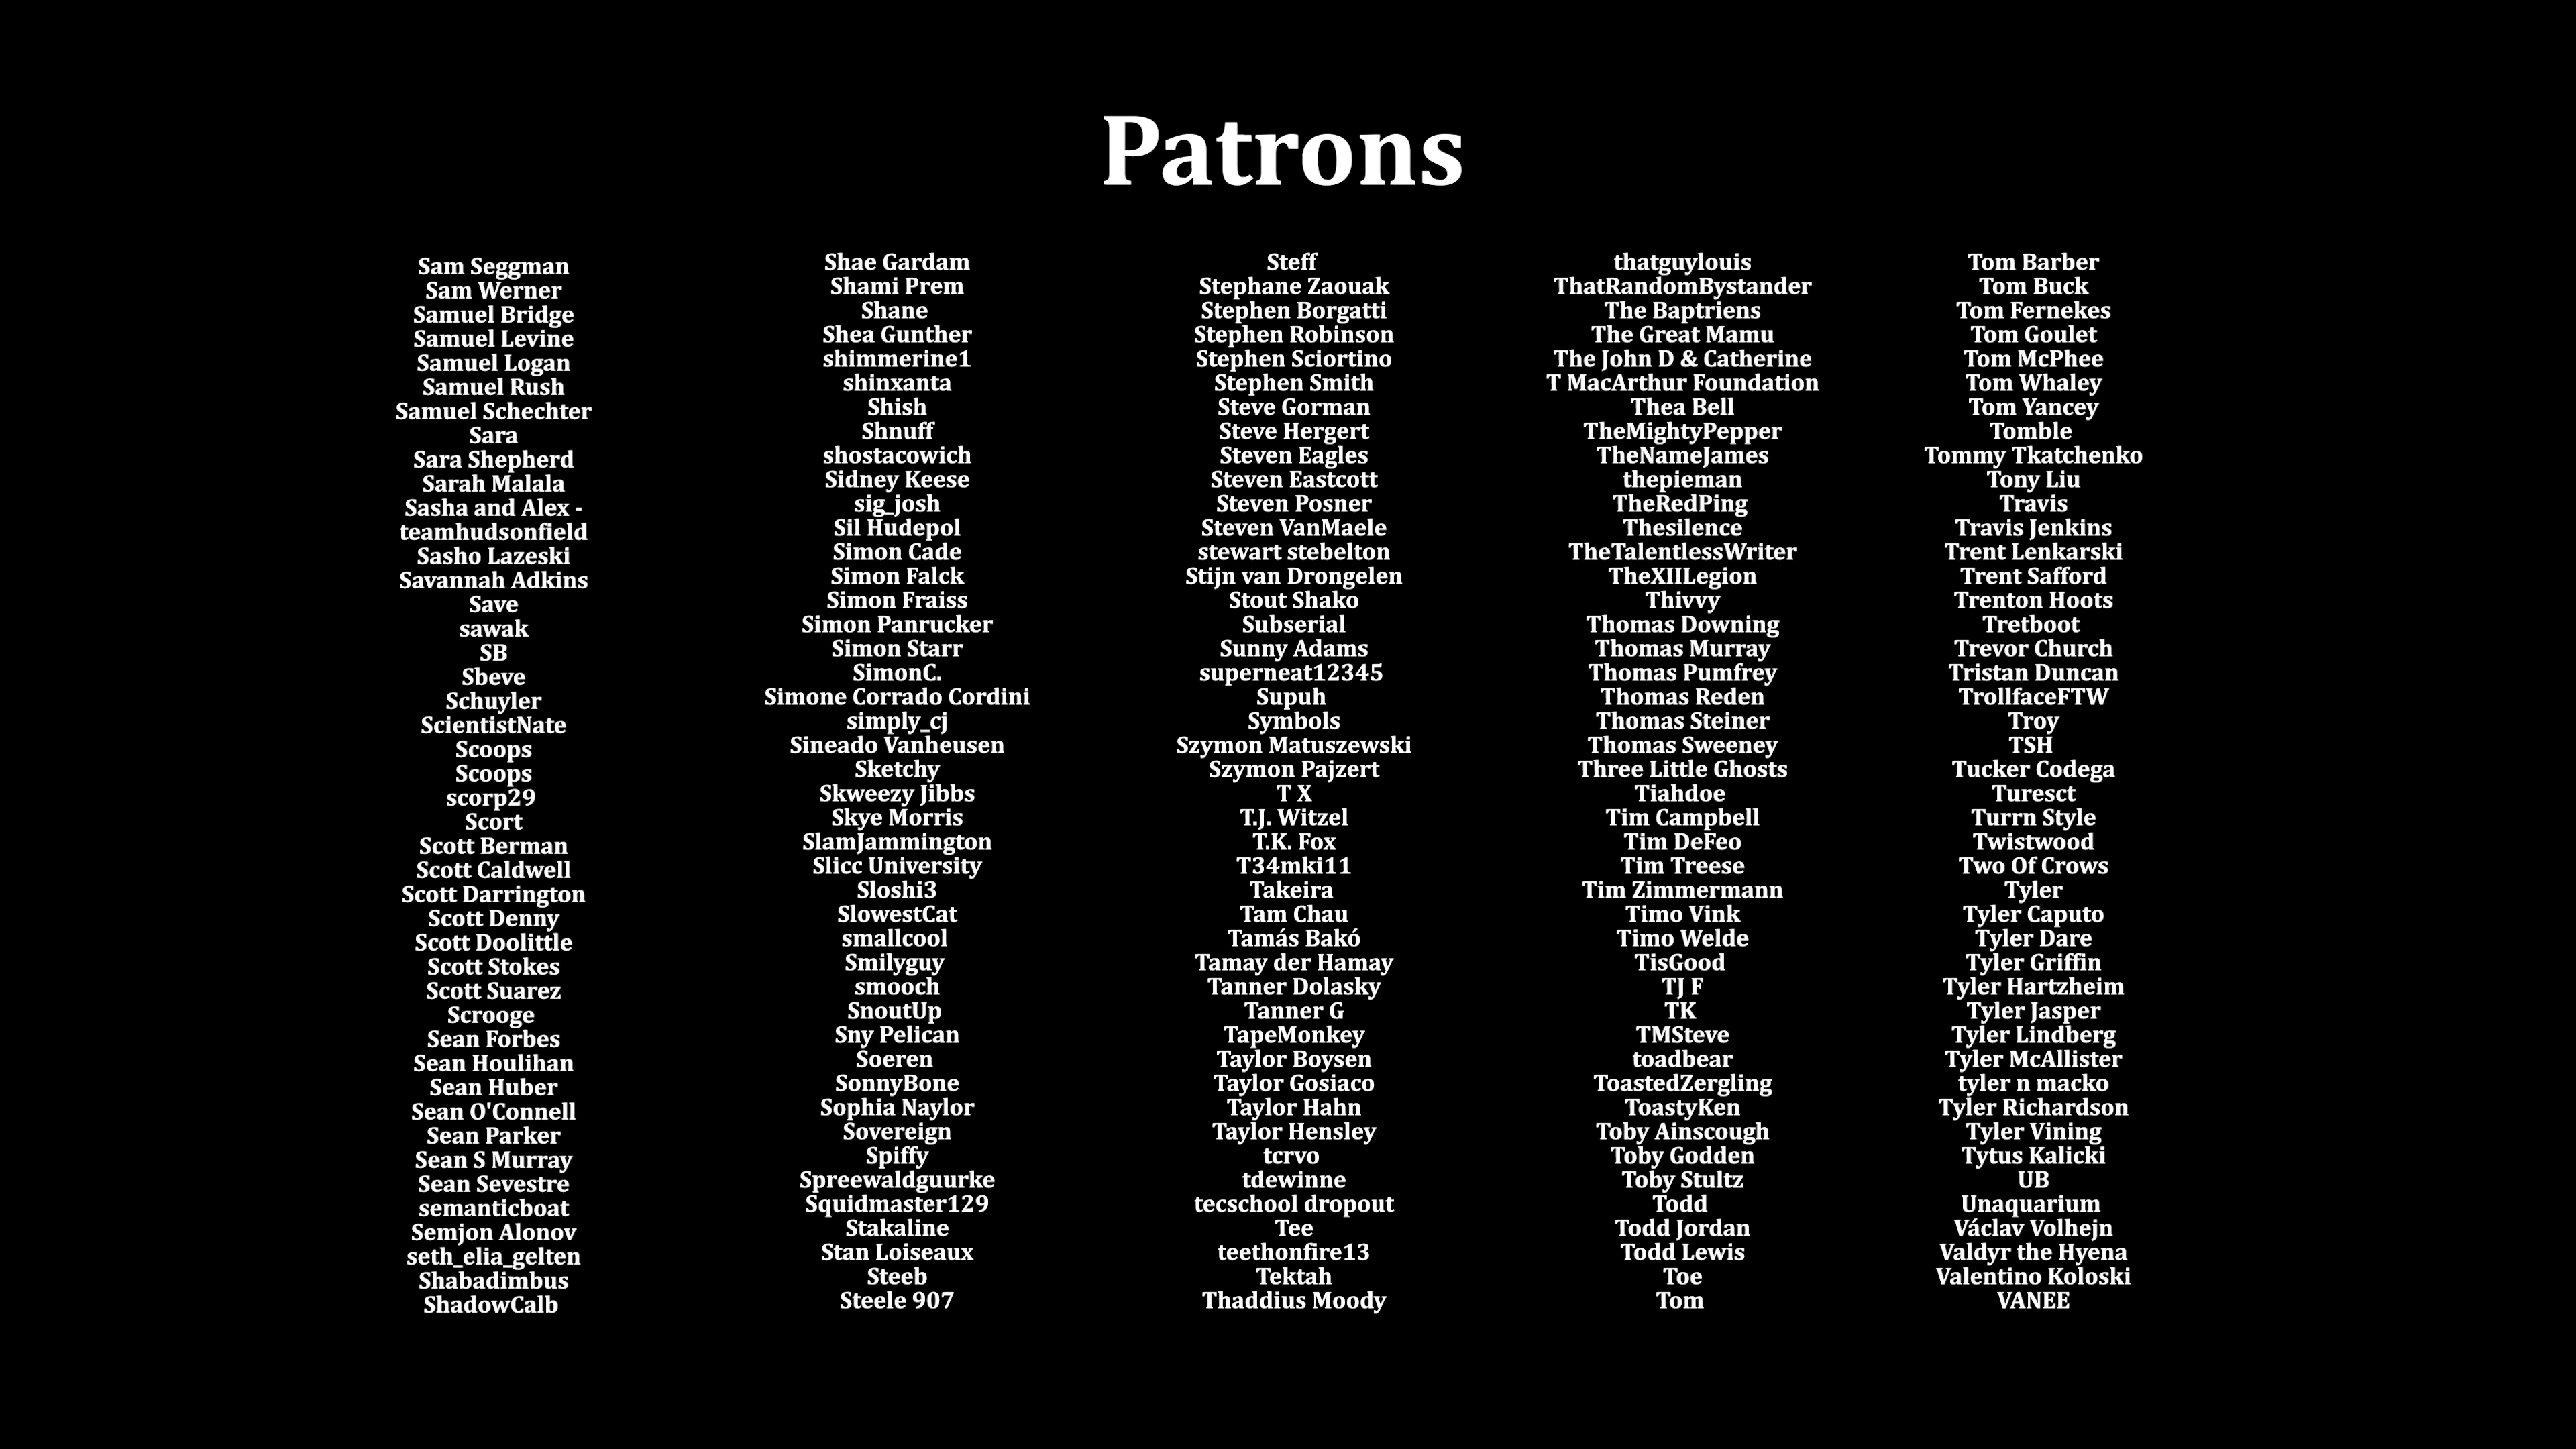 Patrons
Sam Seggman
Sam Werner
Samuel Bridge
Samuel Levine
Samuel Logan
Samuel Rush
Samuel Schechter
Sara
Sara Shepherd
Sarah Malala
Sasha and Alex -
teamhudsonfield
Sasho Lazeski
Savannah Adkins
Save
sawak
SB
Sbeve
Schuyler
ScientistNate
Scoops
Scoops
scorp29
Scort
Scott Berman
Scott Caldwell
Scott Darrington
Scott Denny
Scott Doolittle
Scott Stokes
Scott Suarez
Scrooge
Sean Forbes
Sean Houlihan
Sean Huber
Sean O'Connell
Sean Parker
Sean S Murray
Sean Sevestre
semanticboat
Semjon Alonov
seth_elia_gelten
Shabadimbus
ShadowCalb
Shae Gardam
Shami Prem
Shane
Shea Gunther
shimmerine1
shinxanta
Shish
Shnuff
shostacowich
Sidney Keese
sig_josh
Sil Hudepol
Simon Cade
Simon Falck
Simon Fraiss
Simon Panrucker
Simon Starr
SimonC.
Simone Corrado Cordini
simply_cj
Sineado Vanheusen
Sketchy
Skweezy Jibbs
Skye Morris
SlamJammington
Slicc University
Sloshi3
SlowestCat
smallcool
Smilyguy
smooch
SnoutUp
Sny Pelican
Soeren
SonnyBone
Sophia Naylor
Sovereign
Spiffy
Spreewaldguurke
Squidmaster129
Stakaline
Stan Loiseaux
Steeb
Steele 907
Steff
Stephane Zaouak
Stephen Borgatti
Stephen Robinson
Stephen Sciortino
Stephen Smith
Steve Gorman
Steve Hergert
Steven Eagles
Steven Eastcott
Steven Posner
Steven VanMaele
stewart stebelton
Stijn van Drongelen
Stout Shako
Subserial
Sunny Adams
superneat12345
Supuh
Symbols
Szymon Matuszewski
Szymon Pajzert
T X
T.J. Witzel
T.K. Fox
T34mki11
Takeira
Tam Chau
Tamás Bakó
Tamay der Hamay
Tanner Dolasky
Tanner G
TapeMonkey
Taylor Boysen
Taylor Gosiaco
Taylor Hahn
Taylor Hensley
tcrvo
tdewinne
tecschool dropout
Tee
teethonfire13
Tektah
Thaddius Moody
thatguylouis
ThatRandomBystander
The Baptriens
The Great Mamu
The John D & Catherine
T MacArthur Foundation
Thea Bell
TheMightyPepper
TheNameJames
thepieman
TheRedPing
Thesilence
TheTalentlessWriter
TheXIILegion
Thivvy
Thomas Downing
Thomas Murray
Thomas Pumfrey
Thomas Reden
Thomas Steiner
Thomas Sweeney
Three Little Ghosts
Tiahdoe
Tim Campbell
Tim DeFeo
Tim Treese
Tim Zimmermann
Timo Vink
Timo Welde
TisGood
TJ F
TK
TMSteve
toadbear
ToastedZergling
ToastyKen
Toby Ainscough
Toby Godden
Toby Stultz
Todd
Todd Jordan
Todd Lewis
Toe
Tom
Tom Barber
Tom Buck
Tom Fernekes
Tom Goulet
Tom McPhee
Tom Whaley
Tom Yancey
Tomble
Tommy Tkatchenko
Tony Liu
Travis
Travis Jenkins
Trent Lenkarski
Trent Safford
Trenton Hoots
Tretboot
Trevor Church
Tristan Duncan
TrollfaceFTW
Troy
TSH
Tucker Codega
Turesct
Turrn Style
Twistwood
Two Of Crows
Tyler
Tyler Caputo
Tyler Dare
Tyler Griffin
Tyler Hartzheim
Tyler Jasper
Tyler Lindberg
Tyler McAllister
tyler n macko
Tyler Richardson
Tyler Vining
Tytus Kalicki
UB
Unaquarium
Václav Volhejn
Valdyr the Hyena
Valentino Koloski
VANEE